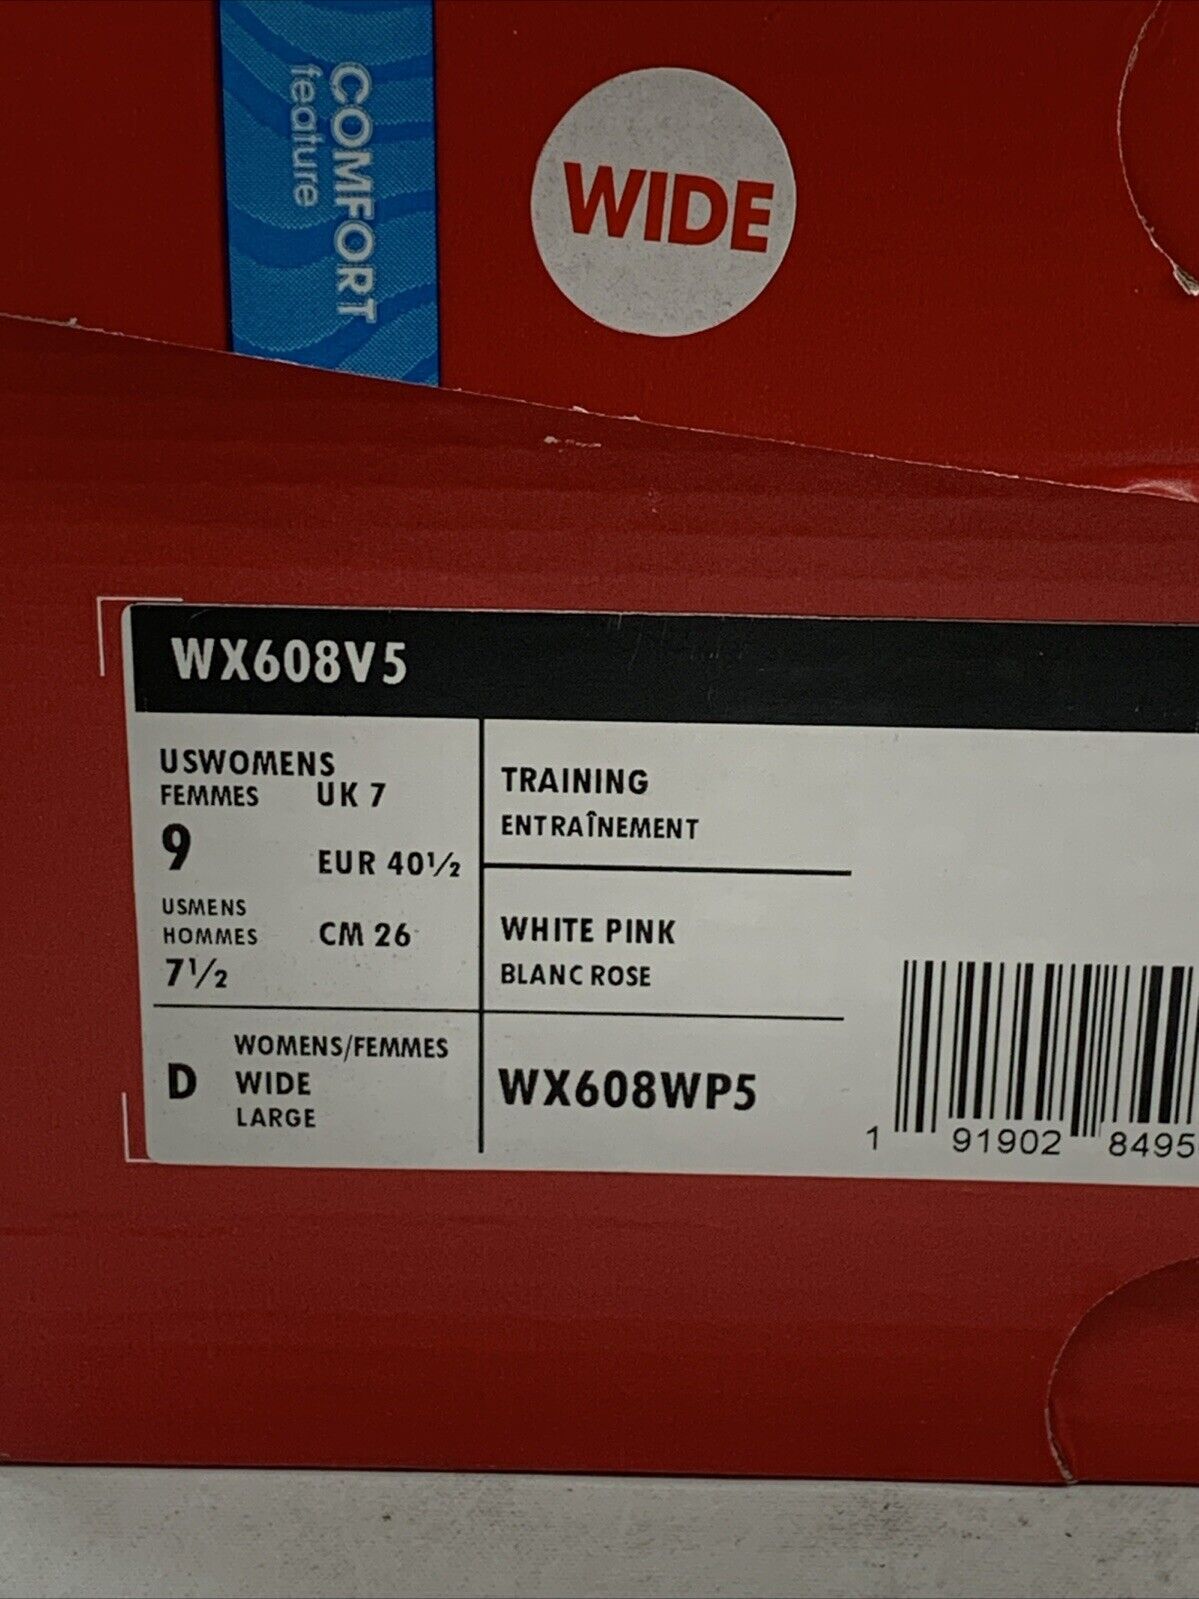 COMFORT
feature
WIDE
WX608V5
USWOMENS
FEMMES
9
UK 7
EUR 40½
USMENS
HOMMES
7½
CM 26
D
WOMENS/FEMMES
WIDE
LARGE
TRAINING
ENTRAÎNEMENT
WHITE PINK
BLANC ROSE
WX608WP5
1 91902 8495